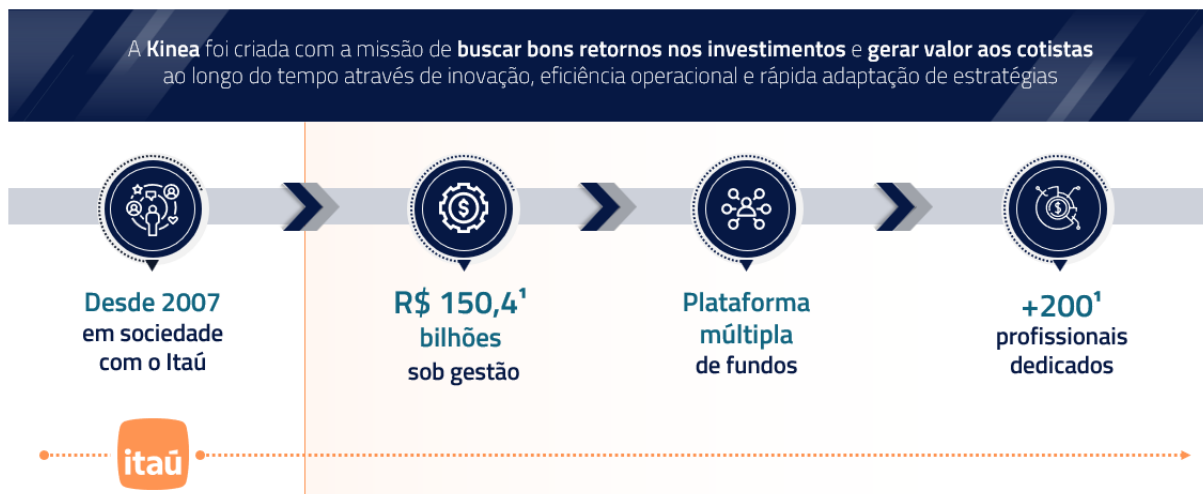 A Kinea foi criada com a missão de buscar bons retornos nos investimentos e gerar valor aos cotistas
ao longo do tempo através de inovação, eficiência operacional e rápida adaptação de estratégias
Desde 2007
em sociedade
com o Itaú
R$ 150,4¹
bilhões
sob gestão
Plataforma
múltipla
de fundos
+200¹
profissionais
dedicados
itaú